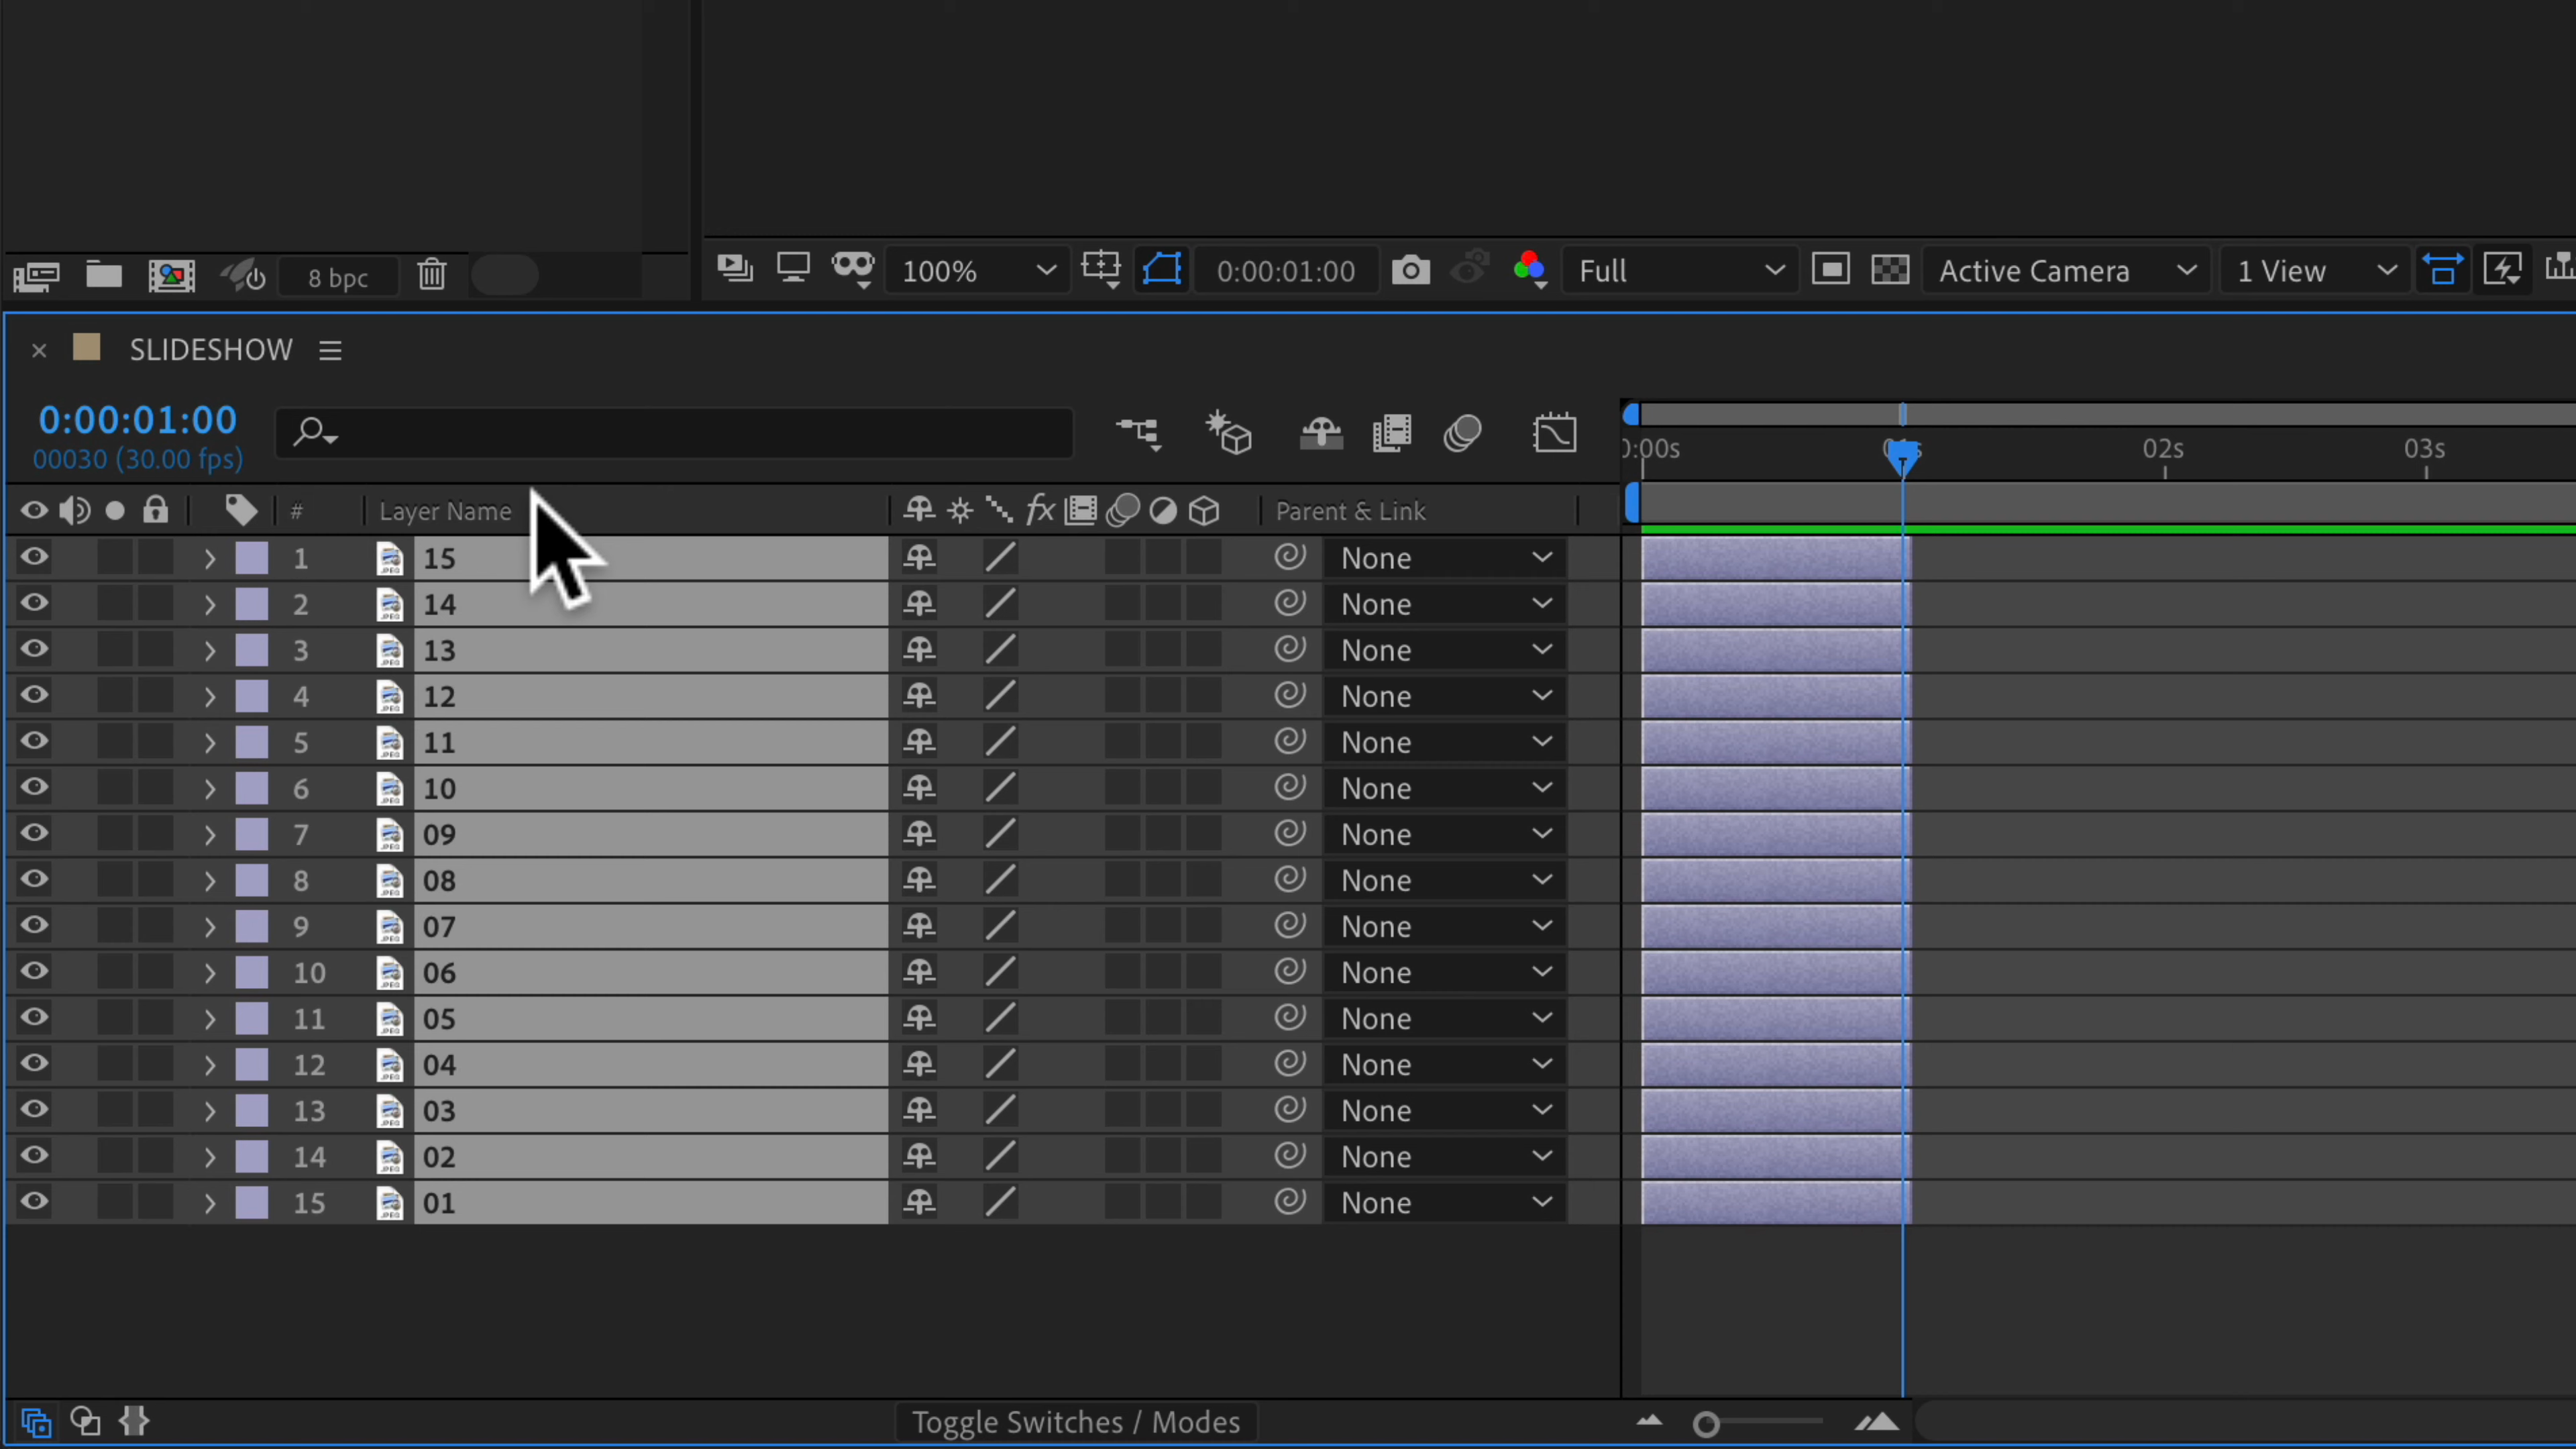 8 bpc
100%
0:00:01:00
Full
Active Camera
1 View
SLIDESHOW
0:00:01:00
00030 (30.00 fps)
0:00s
02s
03s
# Layer Name
fx
Parent & Link
1 15 None
2 14 None
3 13 None
4 12 None
5 11 None
6 10 None
7 09 None
8 08 None
9 07 None
10 06 None
11 05 None
12 04 None
13 03 None
14 02 None
15 01 None
Toggle Switches / Modes